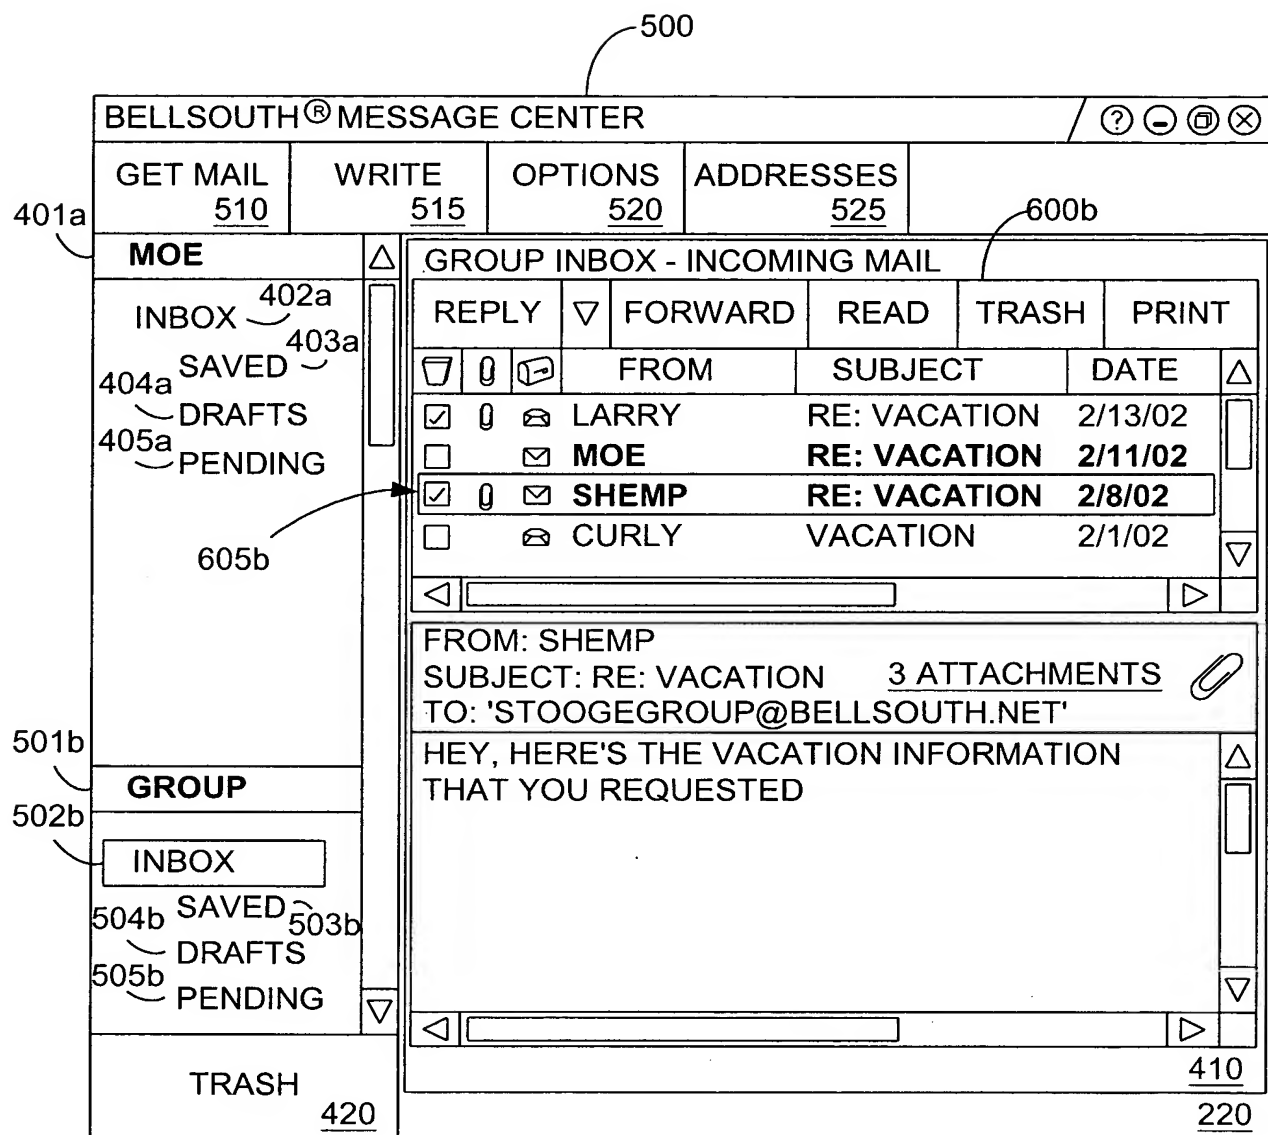 500
BELLSOUTH® MESSAGE CENTER
?
GET MAIL 510
WRITE 515
OPTIONS 520
ADDRESSES 525
401a
600b
MOE
INBOX 402a
SAVED 403a
404a DRAFTS
405a PENDING
605b
GROUP INBOX - INCOMING MAIL
REPLY FORWARD READ TRASH PRINT
FROM SUBJECT DATE
LARRY RE: VACATION 2/13/02
MOE RE: VACATION 2/11/02
SHEMP RE: VACATION 2/8/02
CURLY VACATION 2/1/02
FROM: SHEMP
SUBJECT: RE: VACATION 3 ATTACHMENTS
TO: 'STOOGEGROUP@BELLSOUTH.NET'
HEY, HERE'S THE VACATION INFORMATION
THAT YOU REQUESTED
501b
GROUP
502b
INBOX
SAVED 503b
504b DRAFTS
505b PENDING
TRASH
420
410
220